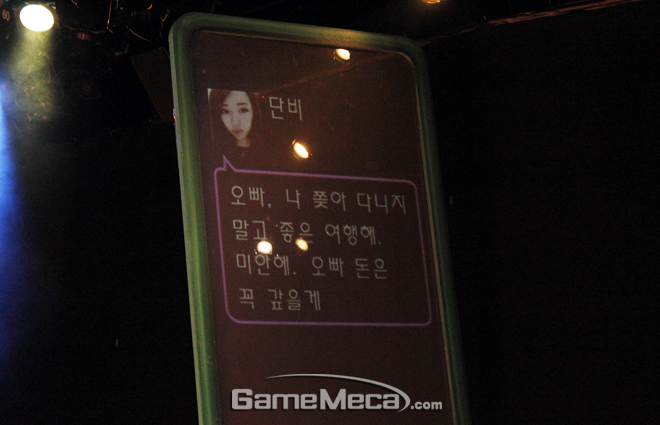 단비
오빠, 나 쫓아 다니지
말고 좋은 여행해.
미안해. 오빠 돈은
꼭 갚을게
GameMeca.com